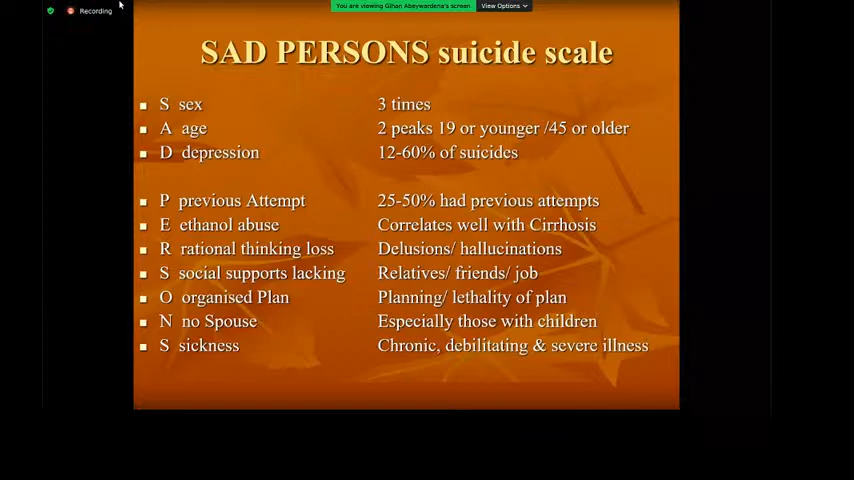 Recording
You are viewing Gihan Abeywardena's screen
View Options
SAD PERSONS suicide scale
S sex 3 times
A age 2 peaks 19 or younger /45 or older
D depression 12-60% of suicides
P previous Attempt 25-50% had previous attempts
E ethanol abuse Correlates well with Cirrhosis
R rational thinking loss Delusions/ hallucinations
S social supports lacking Relatives/ friends/ job
O organised Plan Planning/ lethality of plan
N no Spouse Especially those with children
S sickness Chronic, debilitating & severe illness